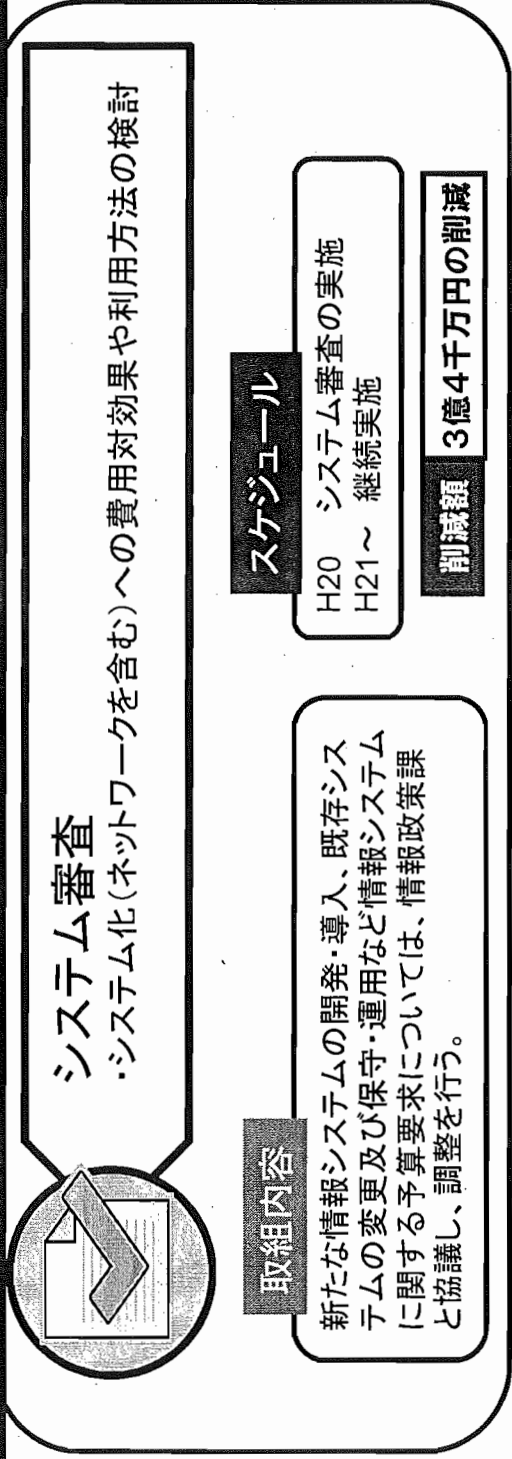 システム審査
・システム化(ネットワークを含む)への費用対効果や利用方法の検討
取組内容
新たな情報システムの開発・導入、既存シス
テムの変更及び保守・運用など情報システム
に関する予算要求については、情報政策課
と協議し、調整を行う。
スケジュール
H20 システム審査の実施
H21～ 継続実施
削減額 3億4千万円の削減